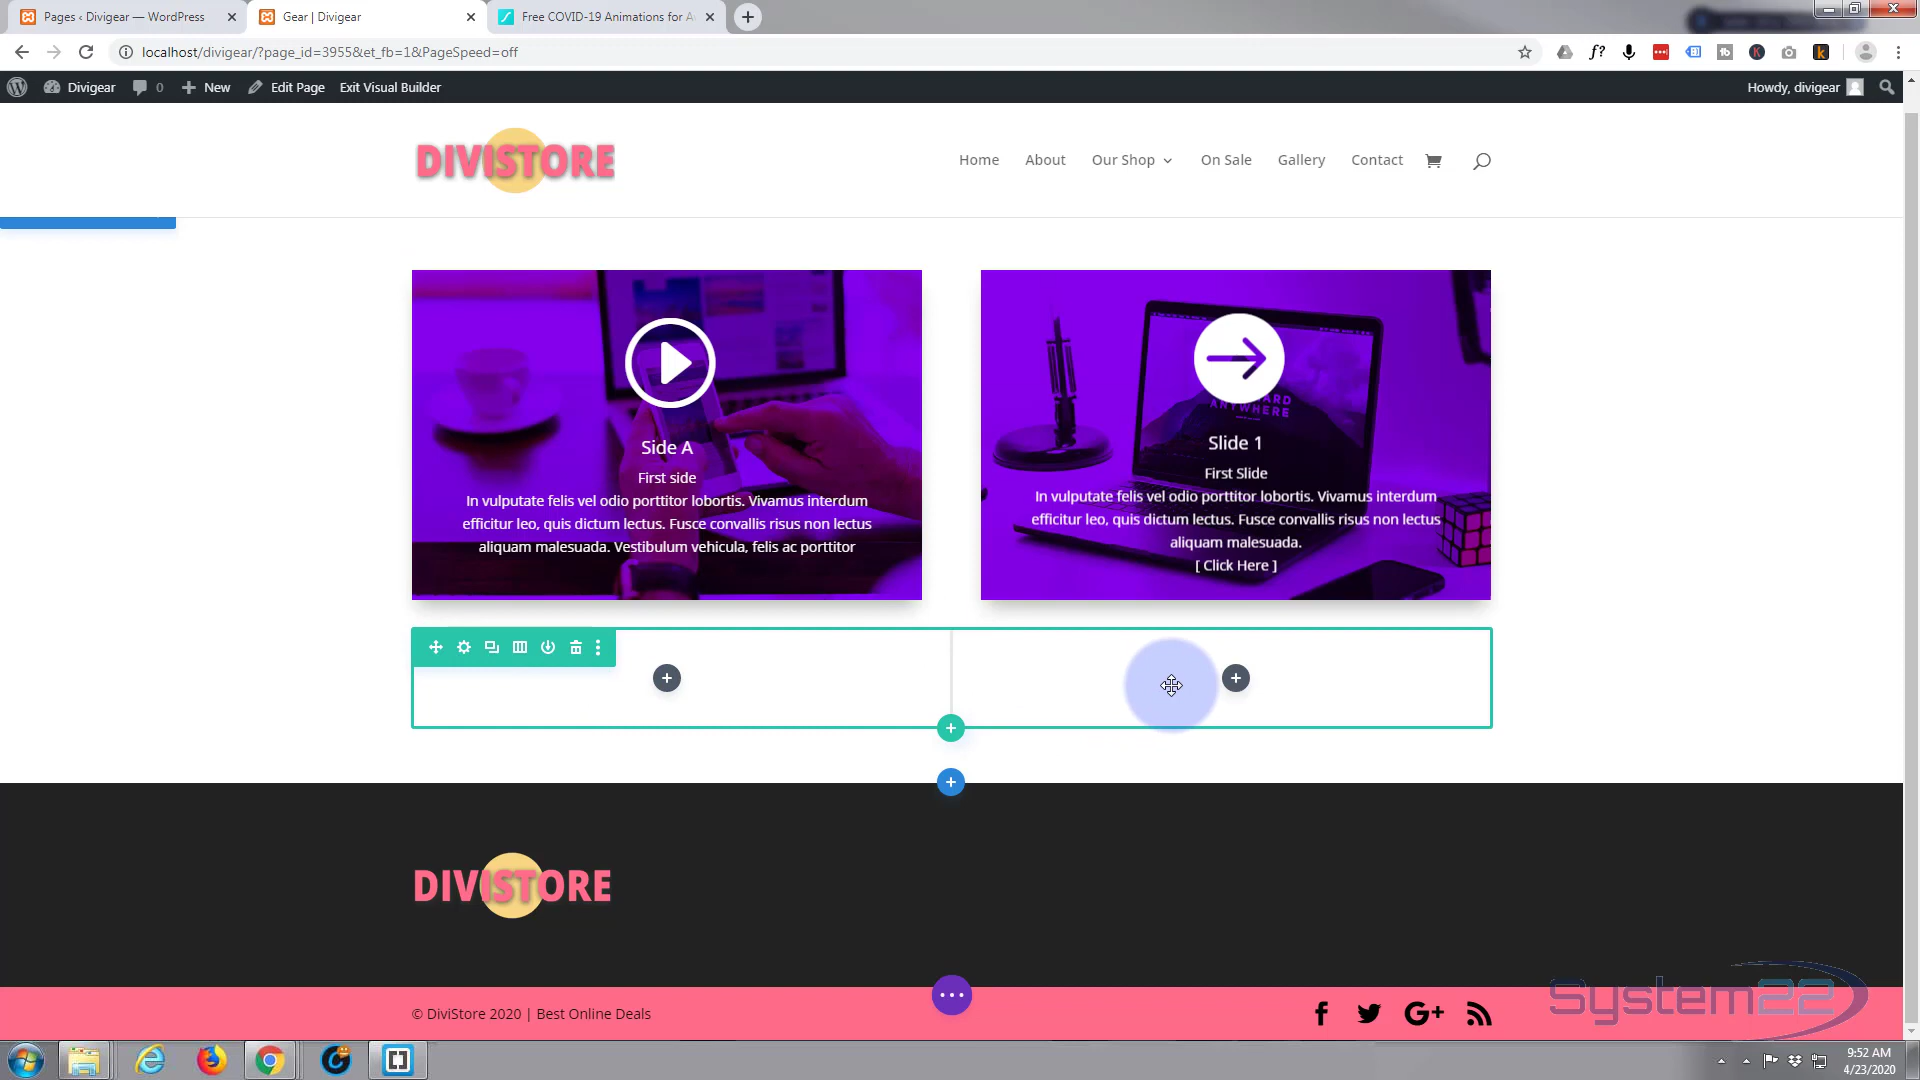 Pages ‹ Divigear — WordPress
Gear | Divigear
Free COVID-19 Animations for A
localhost/divigear/?page_id=3955&et_fb=1&PageSpeed=off
Divigear
0
New
Edit Page
Exit Visual Builder
Howdy, divigear
DIVISTORE
Home
About
Our Shop
On Sale
Gallery
Contact
Side A
First side
In vulputate felis vel odio porttitor lobortis. Vivamus interdum
efficitur leo, quis dictum lectus. Fusce convallis risus non lectus
aliquam malesuada. Vestibulum vehicula, felis ac porttitor
ARD
ANYWHERE
Slide 1
First Slide
In vulputate felis vel odio porttitor lobortis. Vivamus interdum
efficitur leo, quis dictum lectus. Fusce convallis risus non lectus
aliquam malesuada.
[ Click Here ]
DIVISTORE
© DiviStore 2020 | Best Online Deals
System22
9:52 AM
4/23/2020